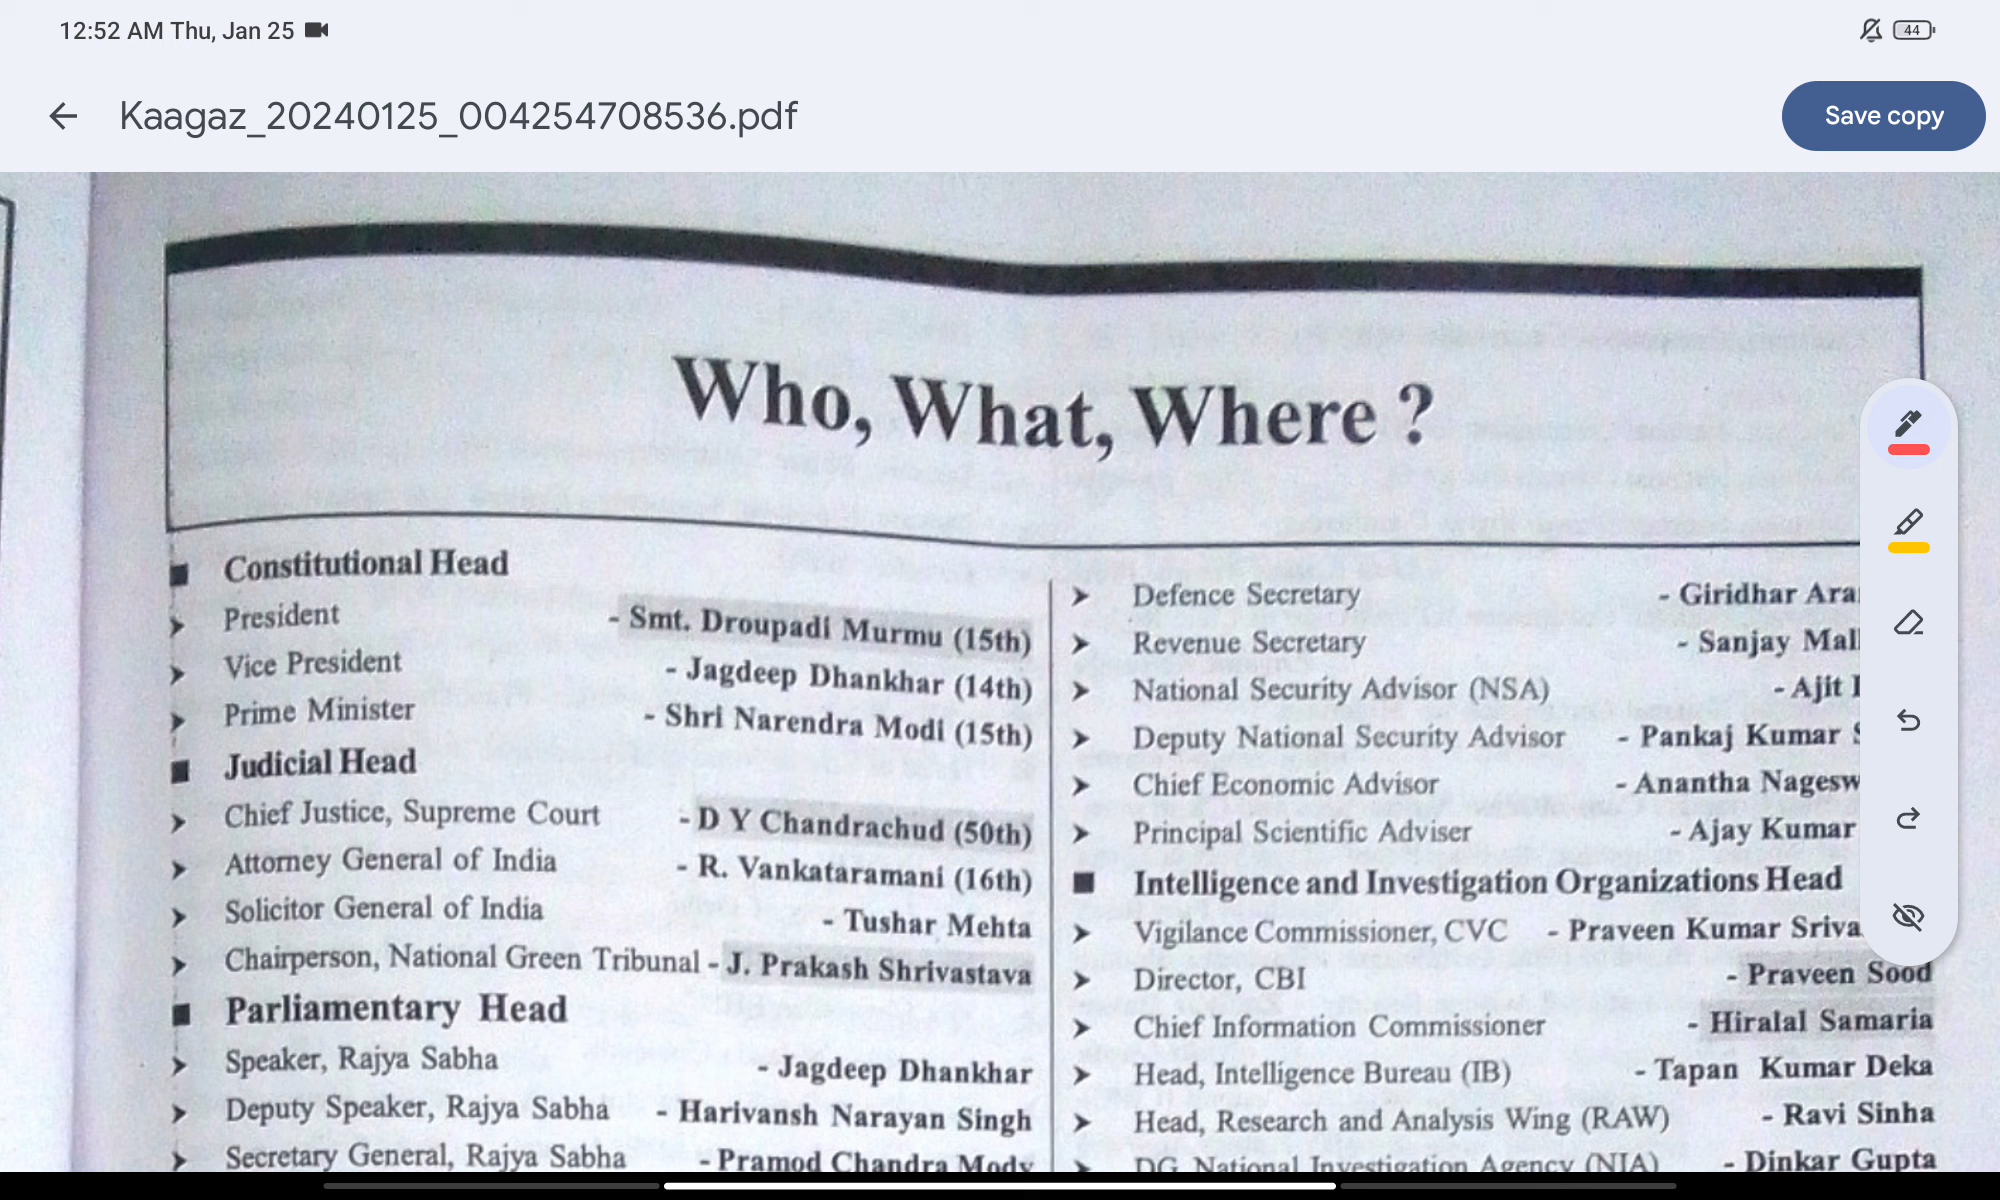 12:52 AM Thu, Jan 25
44
Kaagaz_20240125_004254708536.pdf
Save copy
Who, What, Where ?
Constitutional Head
President - Smt. Droupadi Murmu (15th)
Vice President - Jagdeep Dhankhar (14th)
Prime Minister - Shri Narendra Modi (15th)
Judicial Head
Chief Justice, Supreme Court - D Y Chandrachud (50th)
Attorney General of India - R. Vankataramani (16th)
Solicitor General of India - Tushar Mehta
Chairperson, National Green Tribunal - J. Prakash Shrivastava
Parliamentary Head
Speaker, Rajya Sabha - Jagdeep Dhankhar
Deputy Speaker, Rajya Sabha - Harivansh Narayan Singh
Secretary General, Rajya Sabha - Pramod Chandra Mody
Defence Secretary - Giridhar Ara
Revenue Secretary - Sanjay Mal
National Security Advisor (NSA) - Ajit
Deputy National Security Advisor - Pankaj Kumar
Chief Economic Advisor - Anantha Nagesw
Principal Scientific Adviser - Ajay Kumar
Intelligence and Investigation Organizations Head
Vigilance Commissioner, CVC - Praveen Kumar Sriva
Director, CBI - Praveen Sood
Chief Information Commissioner - Hiralal Samaria
Head, Intelligence Bureau (IB) - Tapan Kumar Deka
Head, Research and Analysis Wing (RAW) - Ravi Sinha
DG, National Investigation Agency (NIA) - Dinkar Gupta